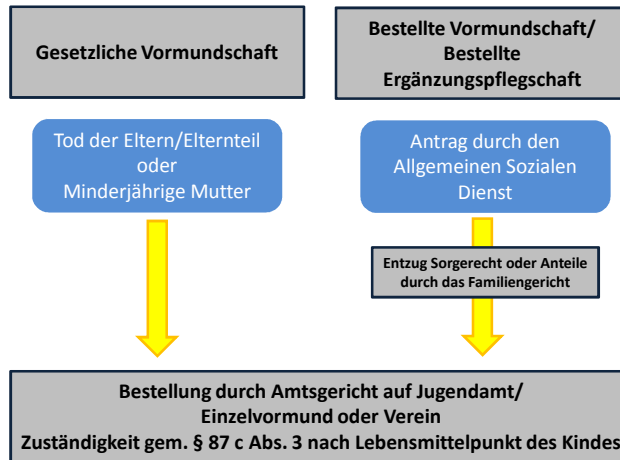 Gesetzliche Vormundschaft
Bestellte Vormundschaft/
Bestellte
Ergänzungspflegschaft
Tod der Eltern/Elternteil
oder
Minderjährige Mutter
Antrag durch den
Allgemeinen Sozialen
Dienst
Entzug Sorgerecht oder Anteile
durch das Familiengericht
Bestellung durch Amtsgericht auf Jugendamt/
Einzelvormund oder Verein
Zuständigkeit gem. § 87 c Abs. 3 nach Lebensmittelpunkt des Kindes